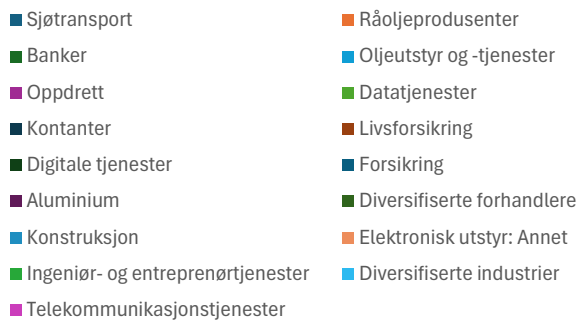 Sjøtransport
Råoljeprodusenter
Banker
Oljeutstyr og -tjenester
Oppdrett
Datatjenester
Kontanter
Livsforsikring
Digitale tjenester
Forsikring
Aluminium
Diversifiserte forhandlere
Konstruksjon
Elektronisk utstyr: Annet
Ingeniør- og entreprenørtjenester
Diversifiserte industrier
Telekommunikasjonstjenester